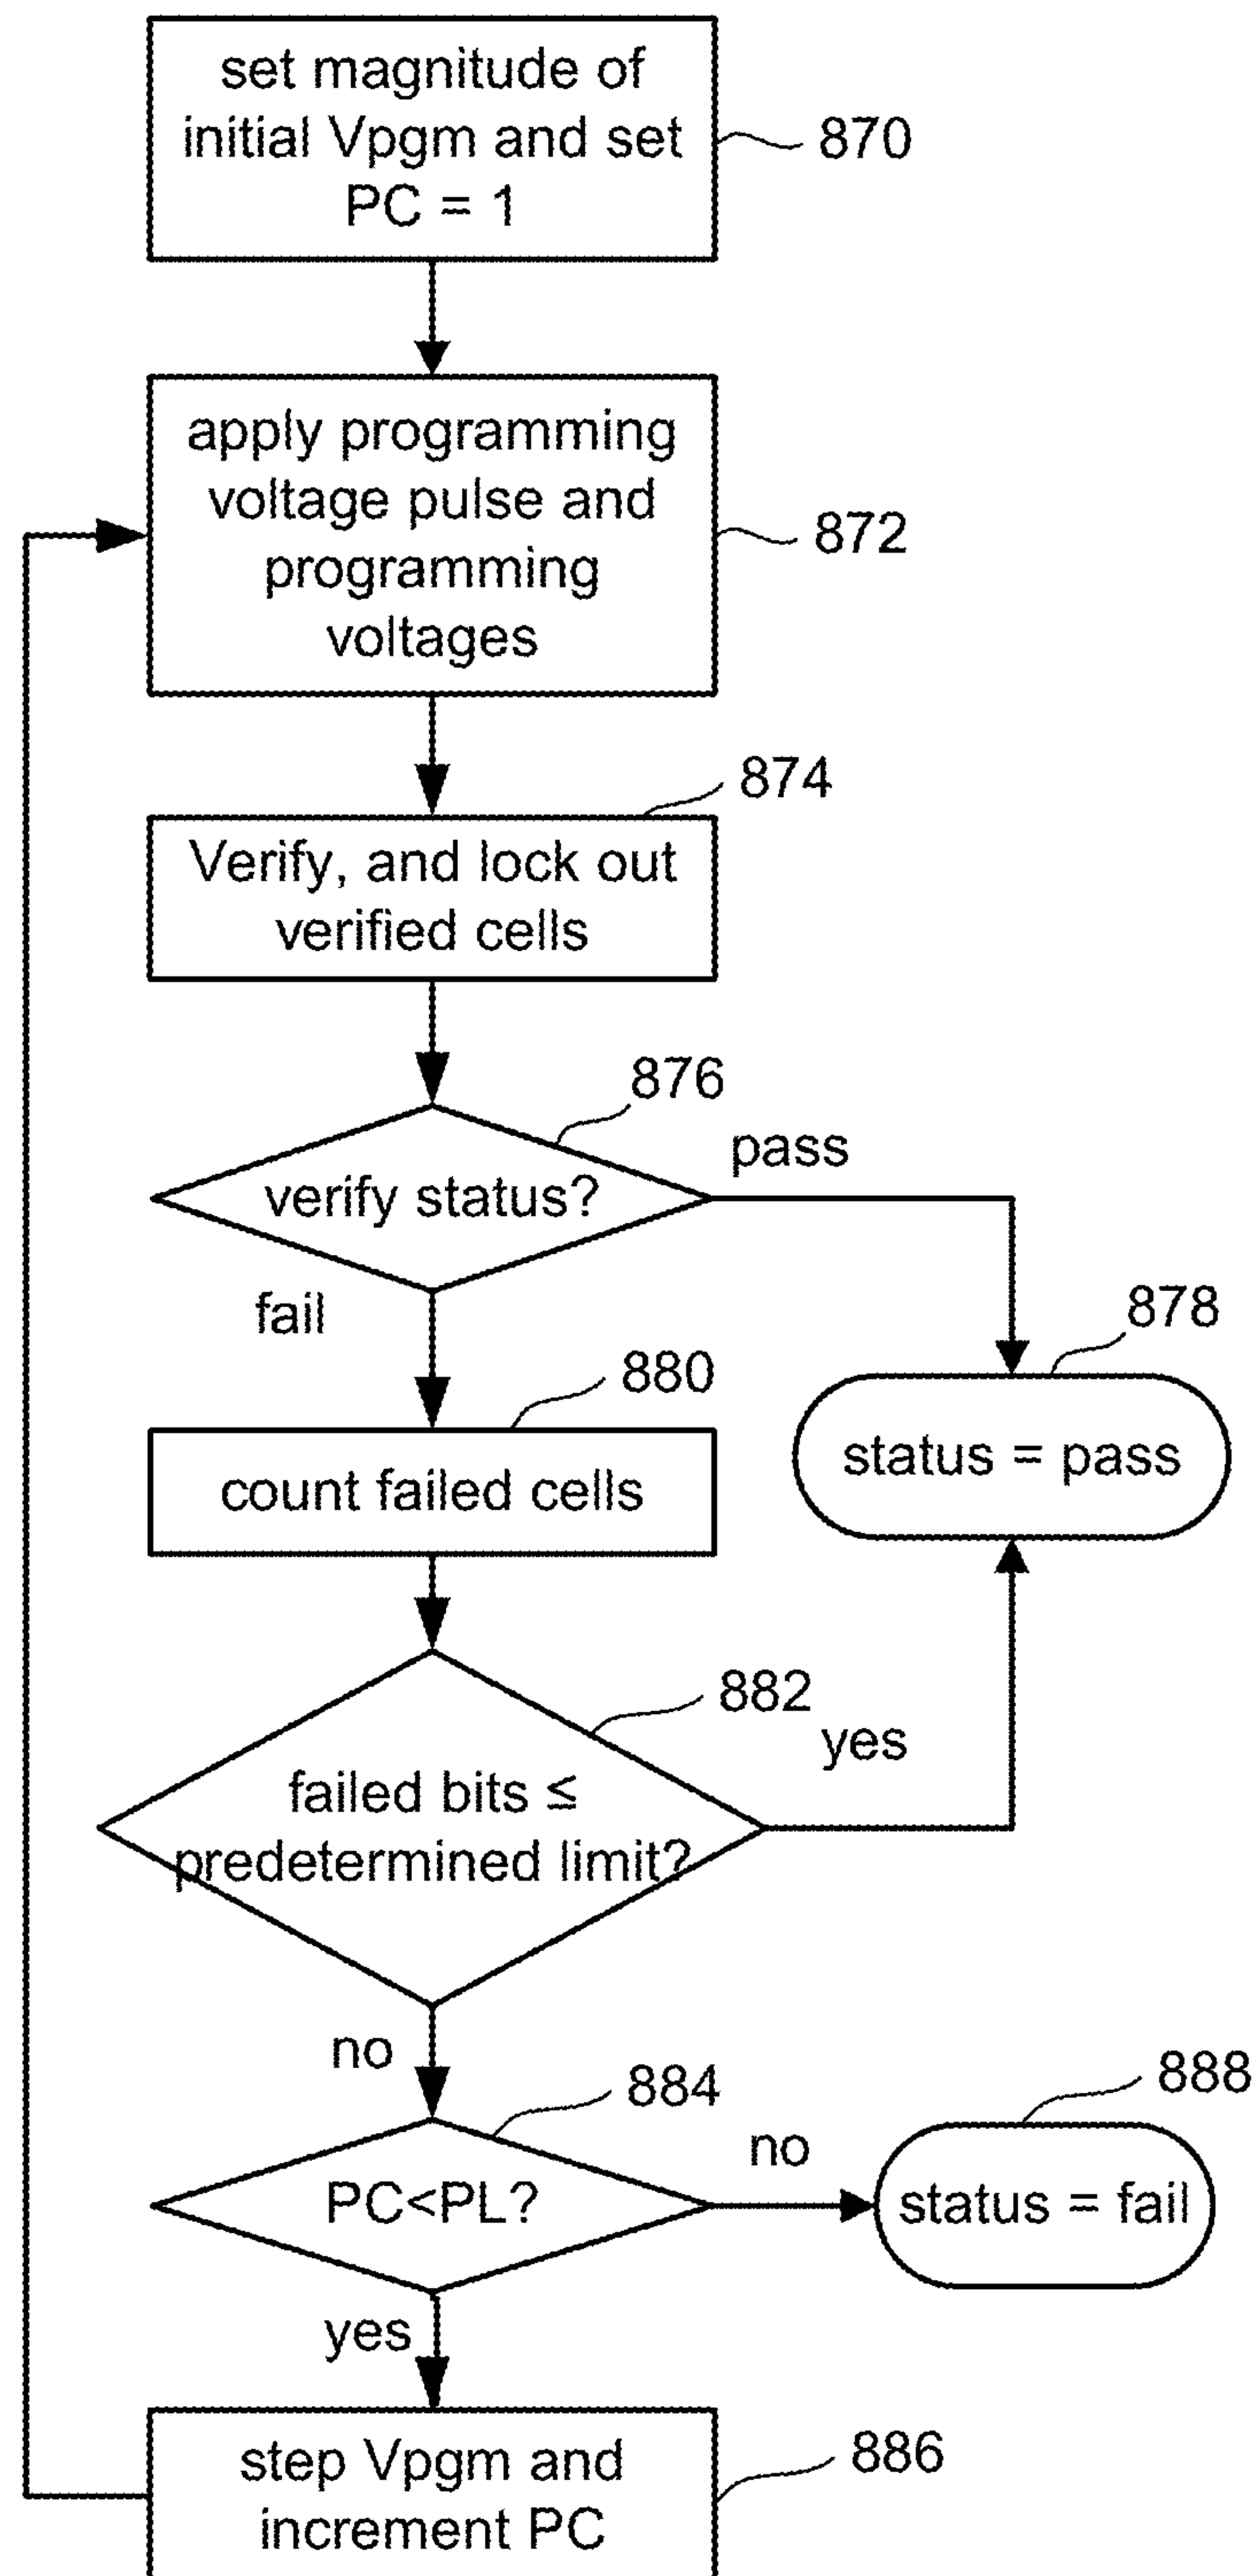 set magnitude of
initial Vpgm and set
PC = 1
870
apply programming
voltage pulse and
programming
voltages
872
874
Verify, and lock out
verified cells
876
pass
verify status?
fail
878
880
status = pass
count failed cells
882
yes
failed bits ≤
predetermined limit?
no
884
888
no
PC<PL?
status = fail
yes
step Vpgm and
increment PC
886